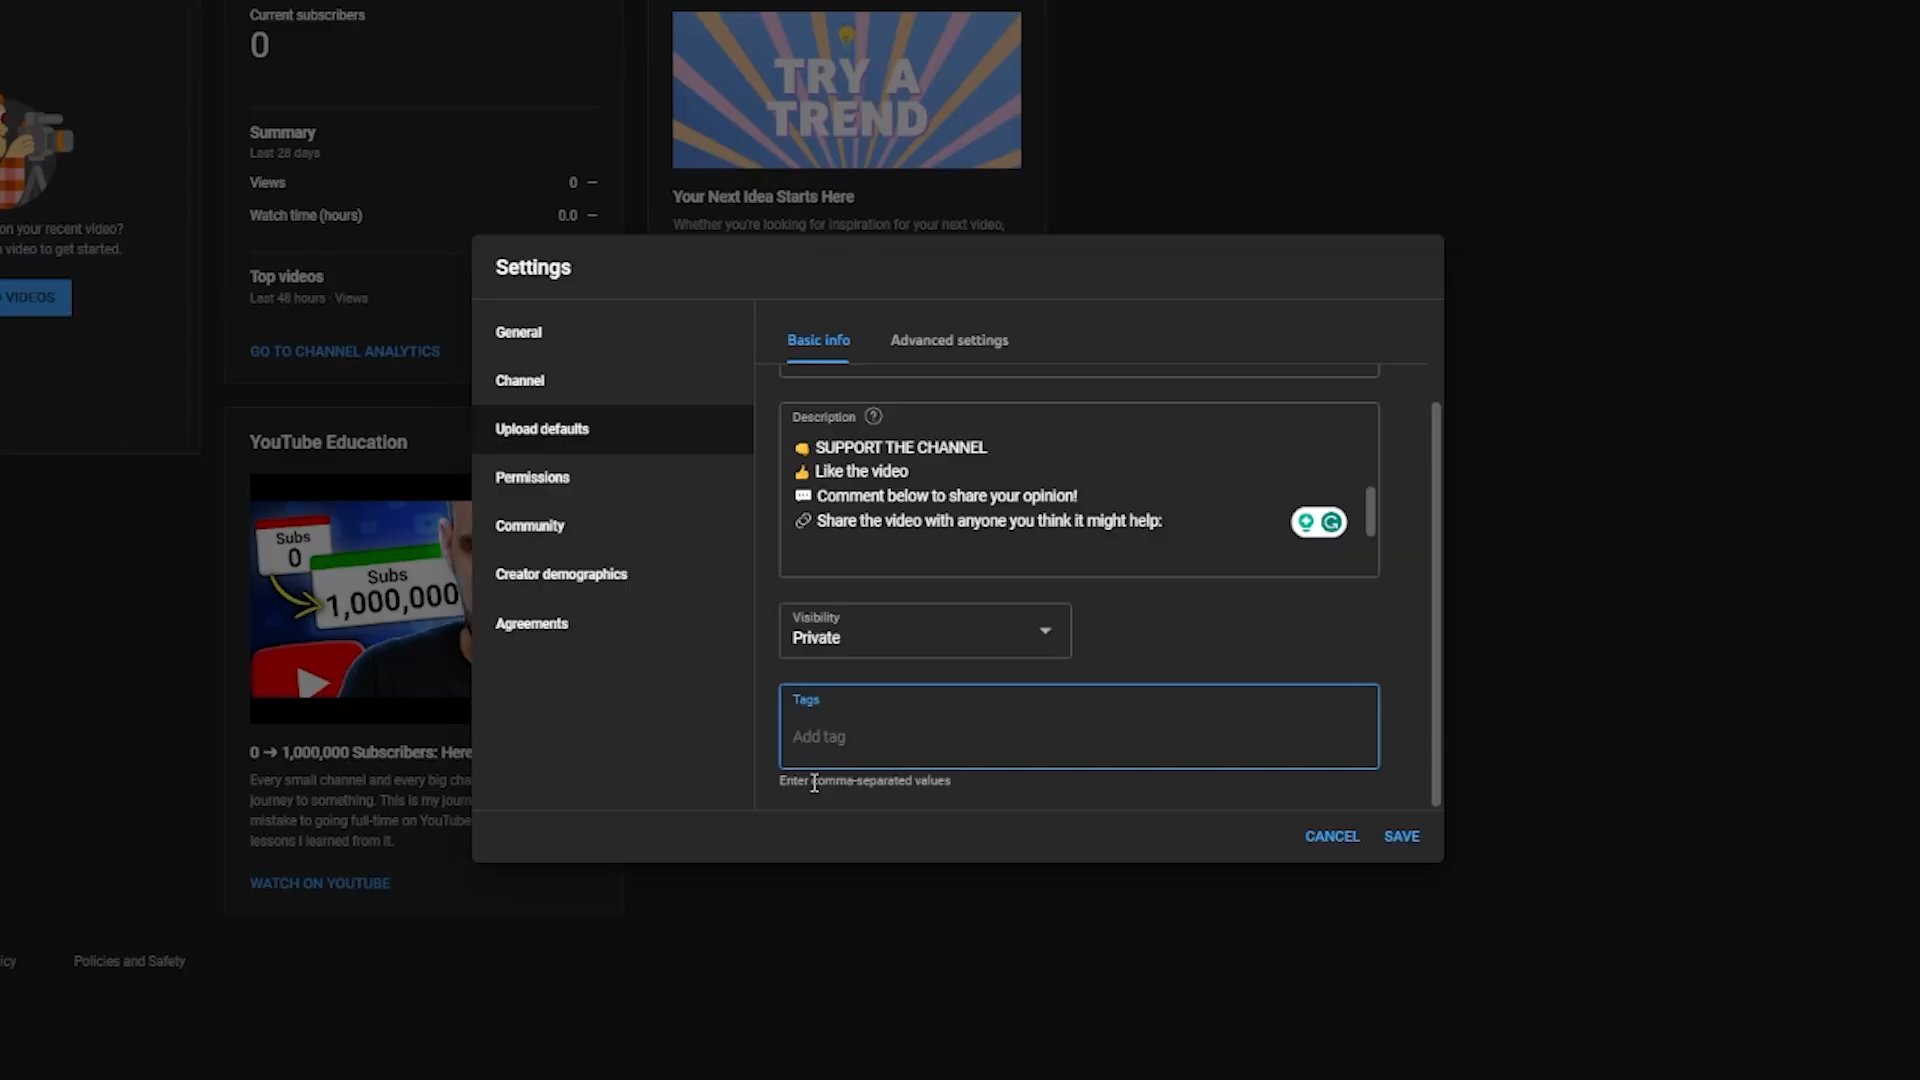 Current subscribers
0
Summary
Last 28 days
Views 0 —
Watch time (hours) 0.0 —
Top videos
Last 48 hours · Views
GO TO CHANNEL ANALYTICS
on your recent video?
video to get started.
VIDEOS
TRY A
TREND
Your Next Idea Starts Here
Whether you're looking for inspiration for your next video,
YouTube Education
Subs
0
Subs
1,000,000
0 → 1,000,000 Subscribers: Here
Every small channel and every big cha
journey to something. This is my journ
mistake to going full-time on YouTube
lessons I learned from it.
WATCH ON YOUTUBE
icy
Policies and Safety
Settings
General
Channel
Upload defaults
Permissions
Community
Creator demographics
Agreements
Basic info
Advanced settings
Description
👊 SUPPORT THE CHANNEL
👍 Like the video
💬 Comment below to share your opinion!
🔗 Share the video with anyone you think it might help:
Visibility
Private
Tags
Add tag
Enter comma-separated values
CANCEL
SAVE